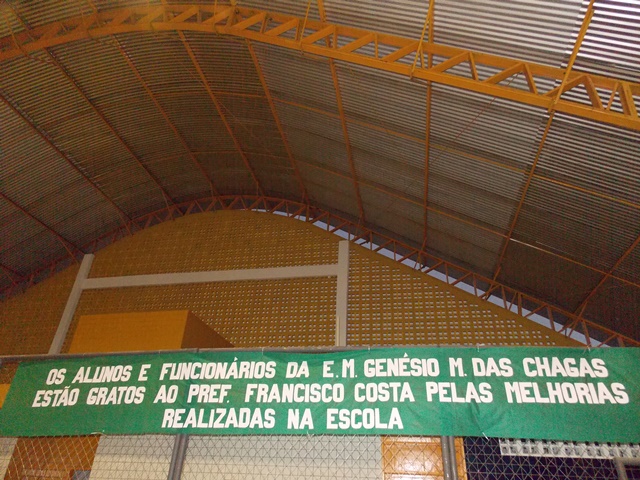 OS ALUNOS E FUNCIONÁRIOS DA E.M. GENÉSIO M. DAS CHAGAS
ESTÃO GRATOS AO PREF. FRANCISCO COSTA PELAS MELHORIAS
REALIZADAS NA ESCOLA